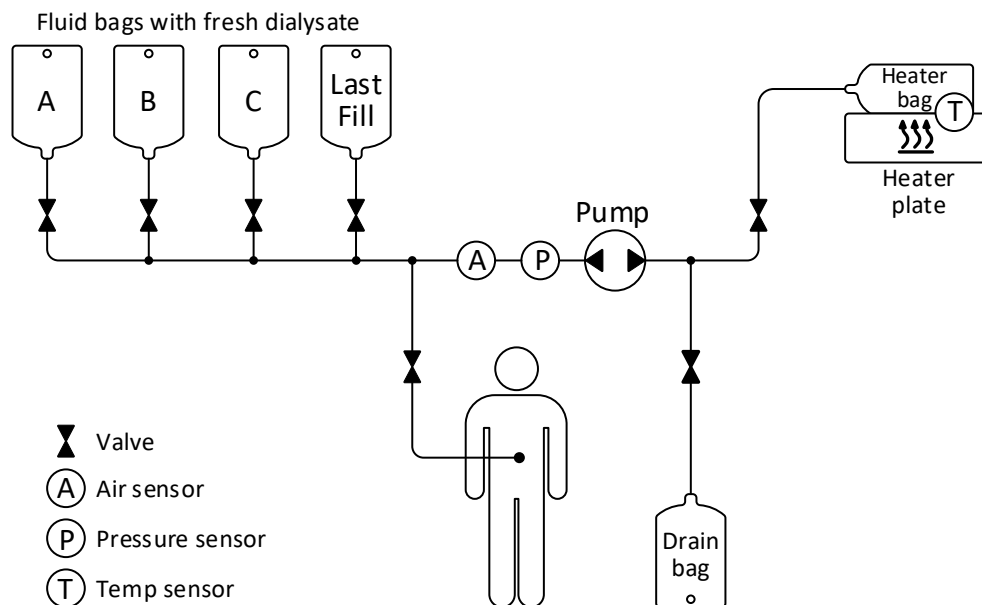 Fluid bags with fresh dialysate
A
B
C
Last
Fill
Heater
bag
T
Heater
plate
Pump
A
P
Valve
A Air sensor
P Pressure sensor
T Temp sensor
Drain
bag